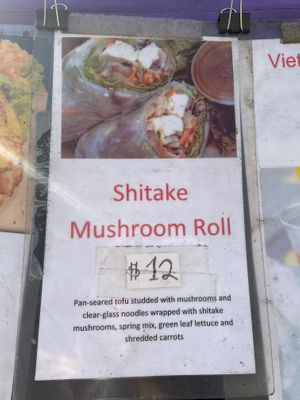 Shitake
Mushroom Roll
$12
Pan-seared tofu studded with mushrooms and
clear-glass noodles wrapped with shitake
mushrooms, spring mix, green leaf lettuce and
shredded carrots
Viet